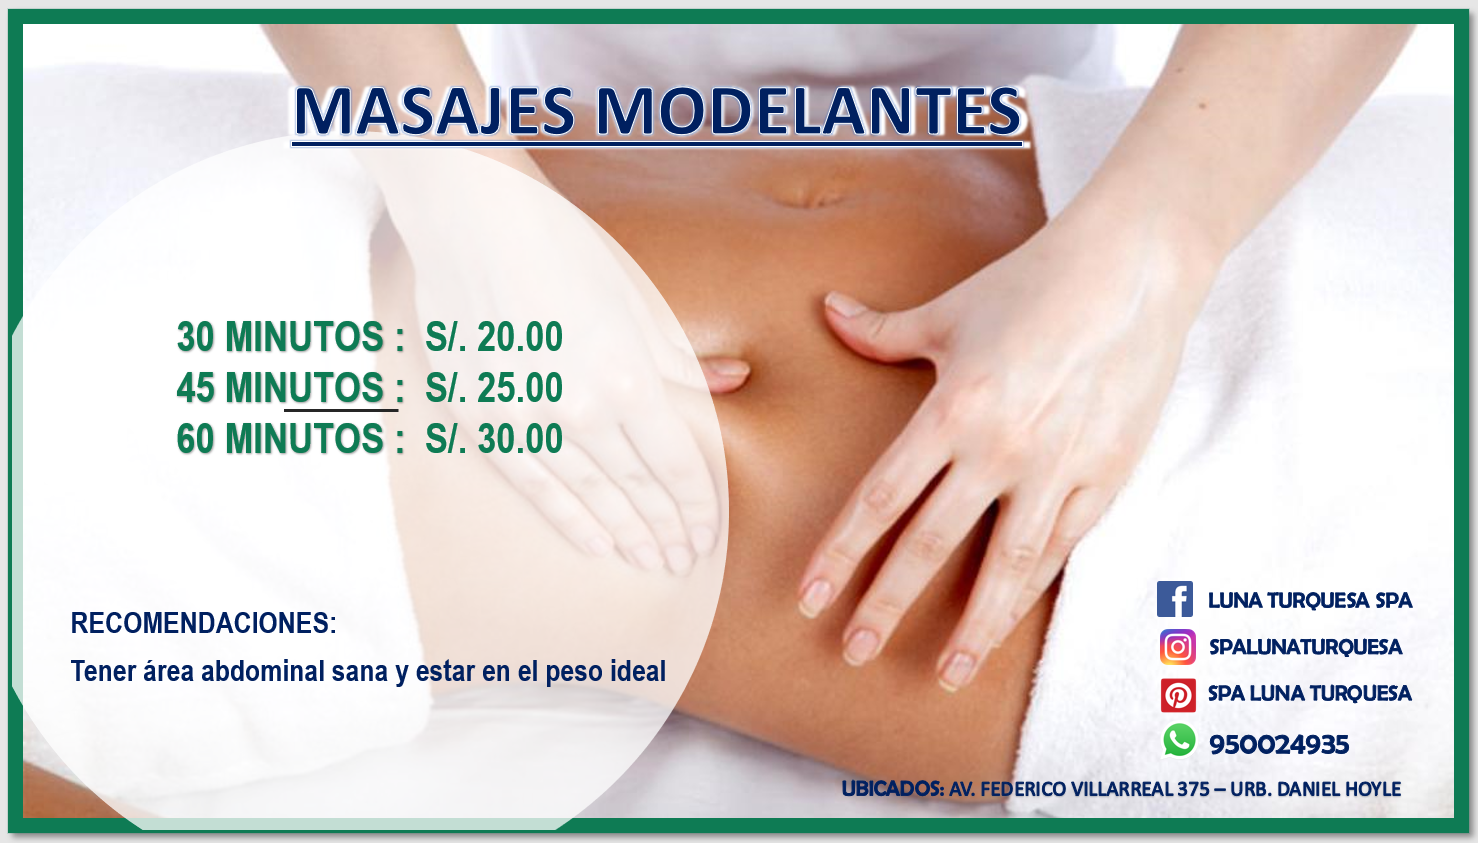 MASAJES MODELANTES
30 MINUTOS : S/. 20.00
45 MINUTOS : S/. 25.00
60 MINUTOS : S/. 30.00
RECOMENDACIONES:
Tener área abdominal sana y estar en el peso ideal
LUNA TURQUESA SPA
SPALUNATURQUESA
SPA LUNA TURQUESA
950024935
UBICADOS: AV. FEDERICO VILLARREAL 375 – URB. DANIEL HOYLE